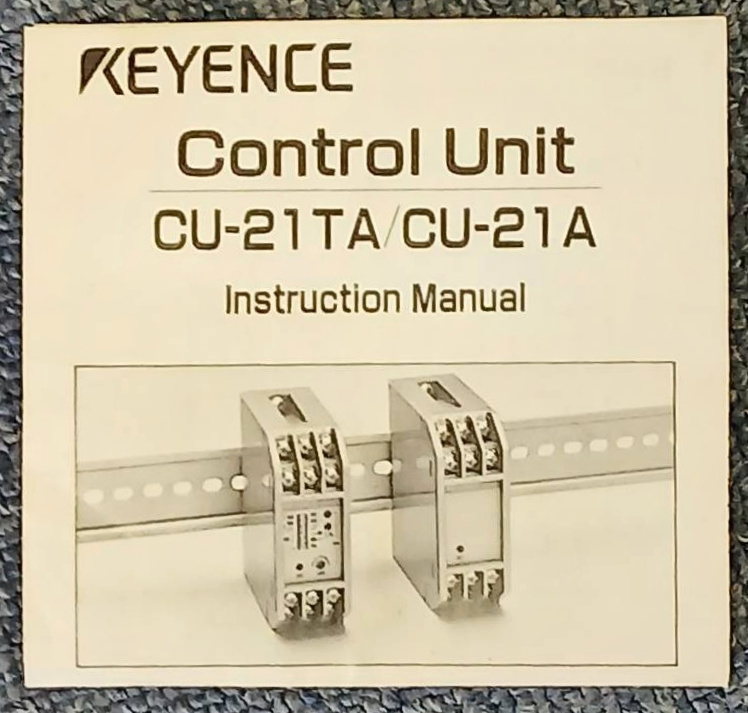 KEYENCE
Control Unit
CU-21TA/CU-21A
Instruction Manual